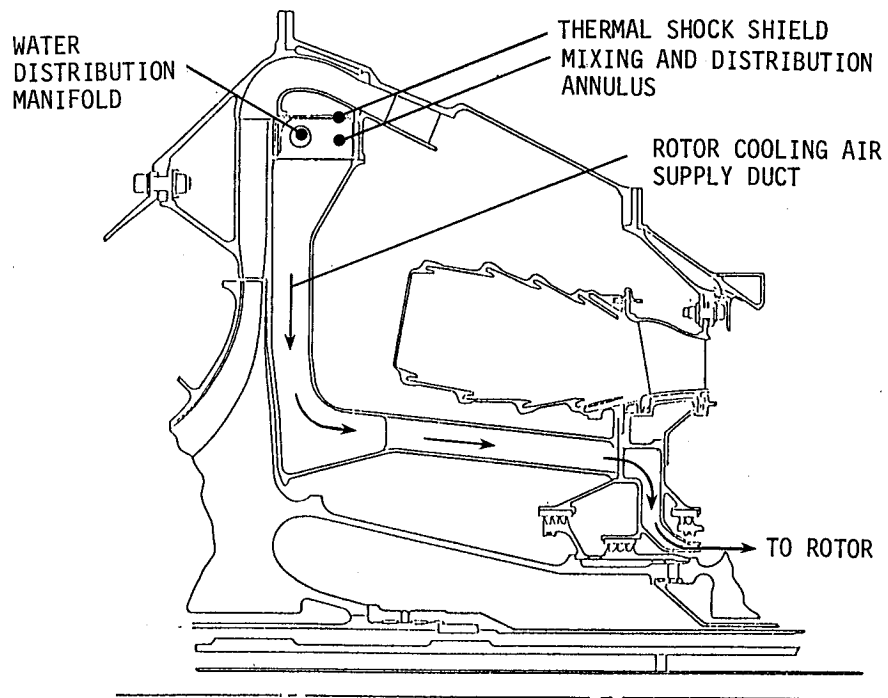 WATER
DISTRIBUTION
MANIFOLD
THERMAL SHOCK SHIELD
MIXING AND DISTRIBUTION
ANNULUS
ROTOR COOLING AIR
SUPPLY DUCT
TO ROTOR